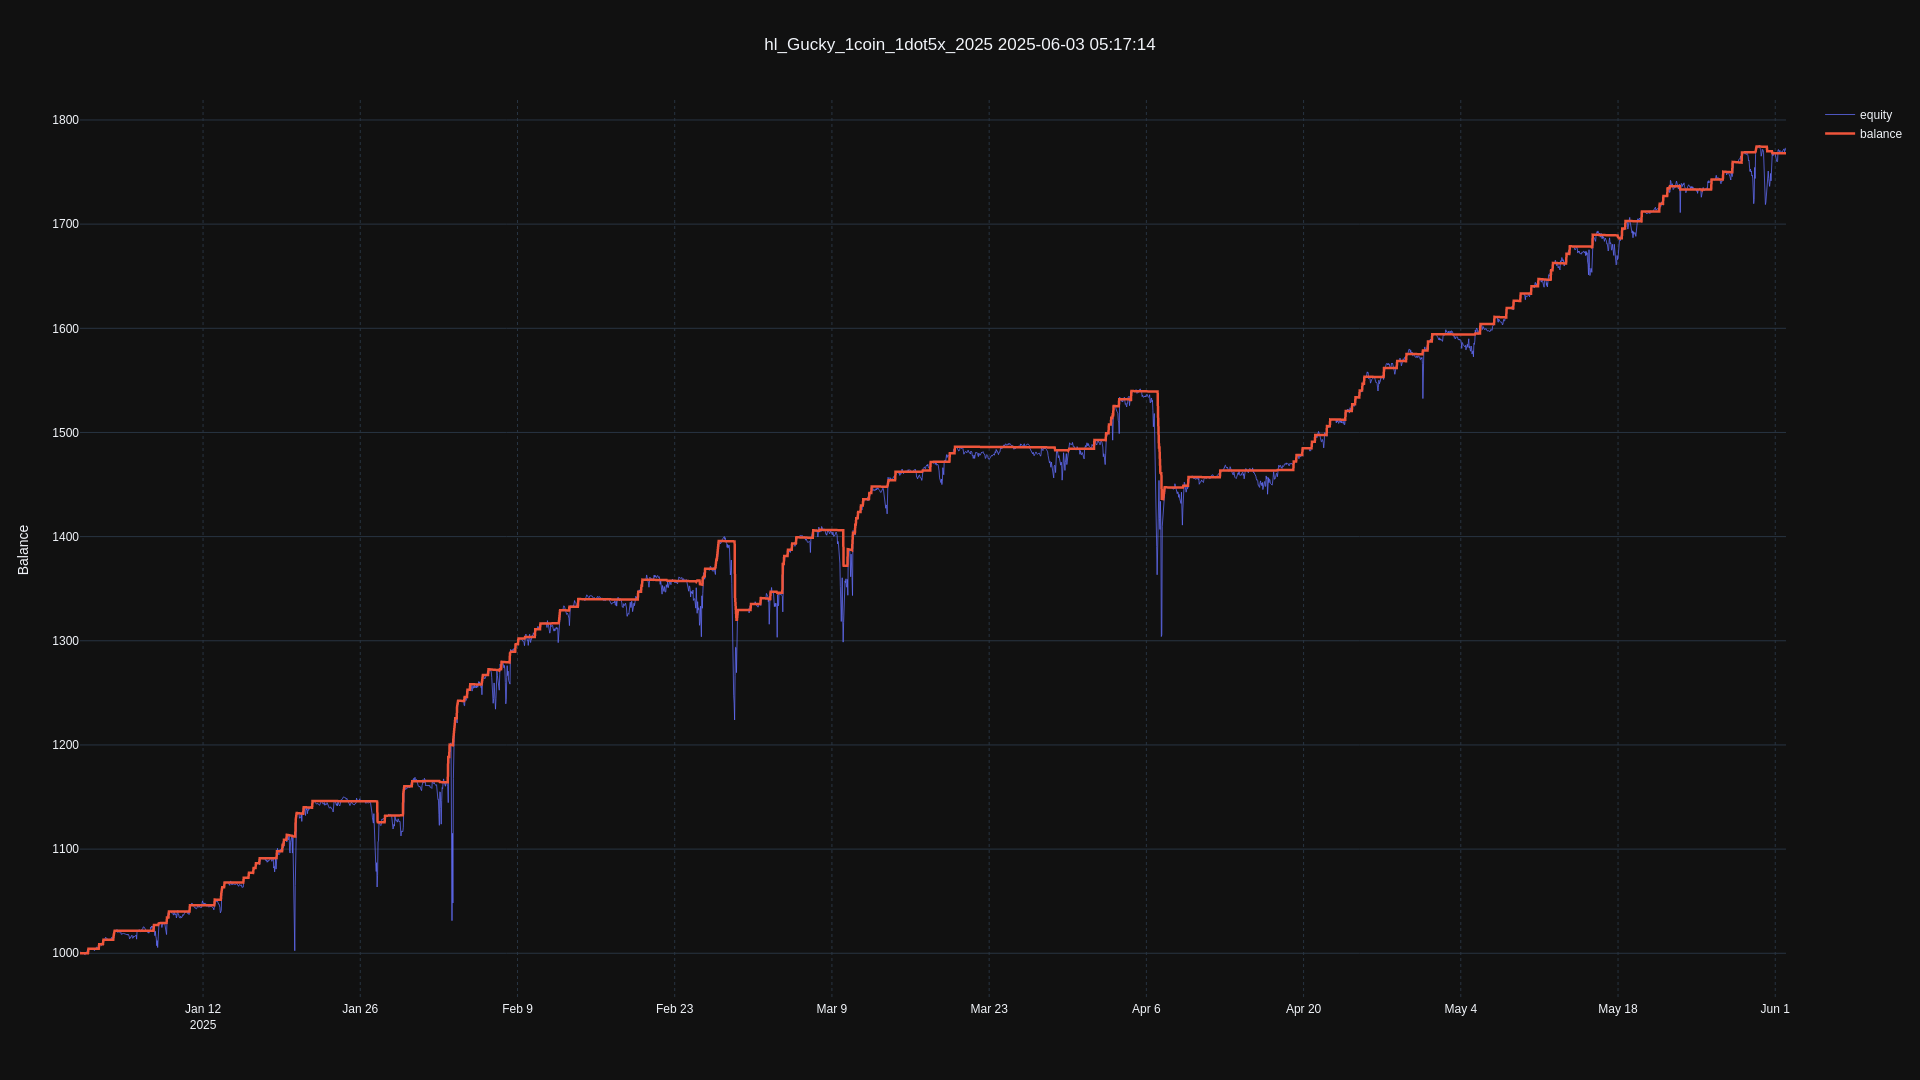 hl_Gucky_1coin_1dot5x_2025 2025-06-03 05:17:14
equity
balance
Balance
1800
1700
1600
1500
1400
1300
1200
1100
1000
Jan 12
2025
Jan 26
Feb 9
Feb 23
Mar 9
Mar 23
Apr 6
Apr 20
May 4
May 18
Jun 1